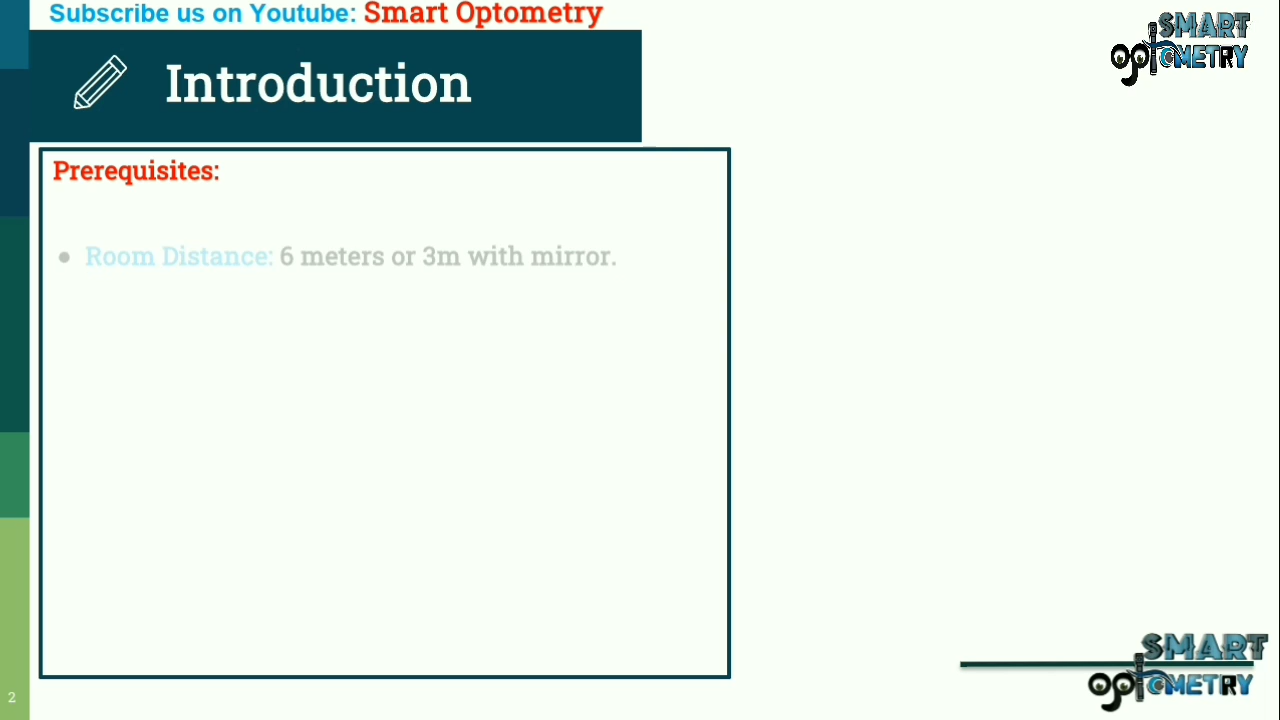 Subscribe us on Youtube: Smart Optometry
SMART
optOMETRY
Introduction
Prerequisites:
● Room Distance: 6 meters or 3m with mirror.
SMART
optOMETRY
2